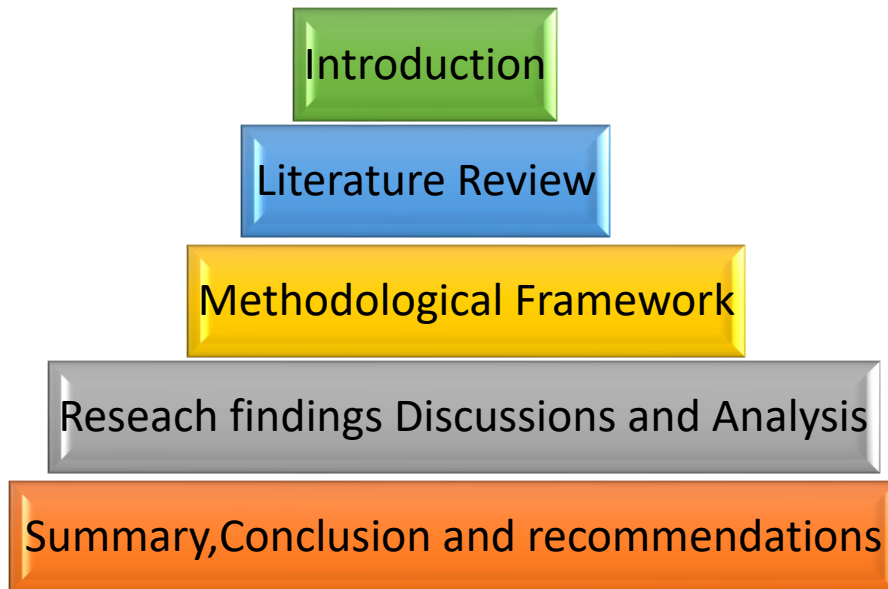 Introduction
Literature Review
Methodological Framework
Reseach findings Discussions and Analysis
Summary,Conclusion and recommendations